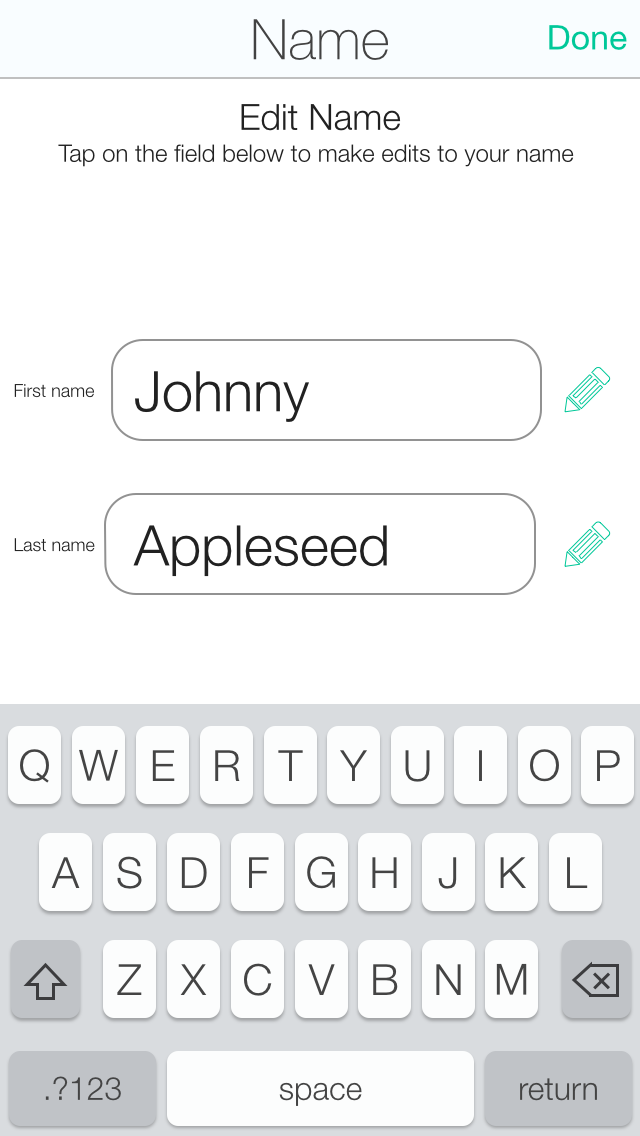 Name
Done
Edit Name
Tap on the field below to make edits to your name
First name
Johnny
Last name
Appleseed
Q W E R T Y U I O P
A S D F G H J K L
Z X C V B N M
.?123 space return